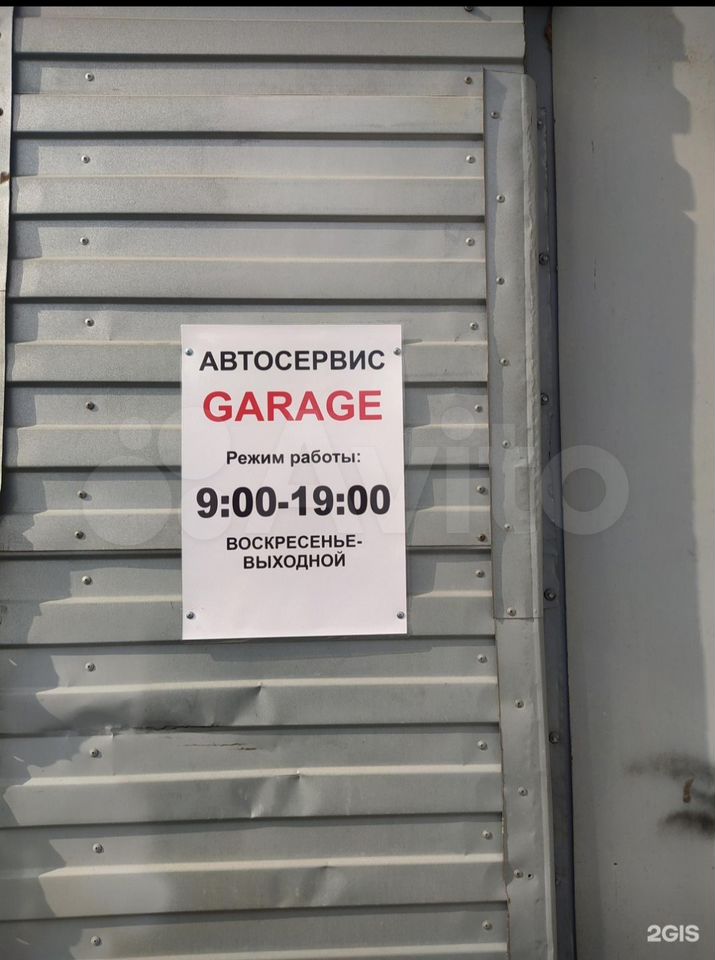 АВТОСЕРВИС
GARAGE
Режим работы:
9:00-19:00
ВОСКРЕСЕНЬЕ-
ВЫХОДНОЙ
Avito
2GIS